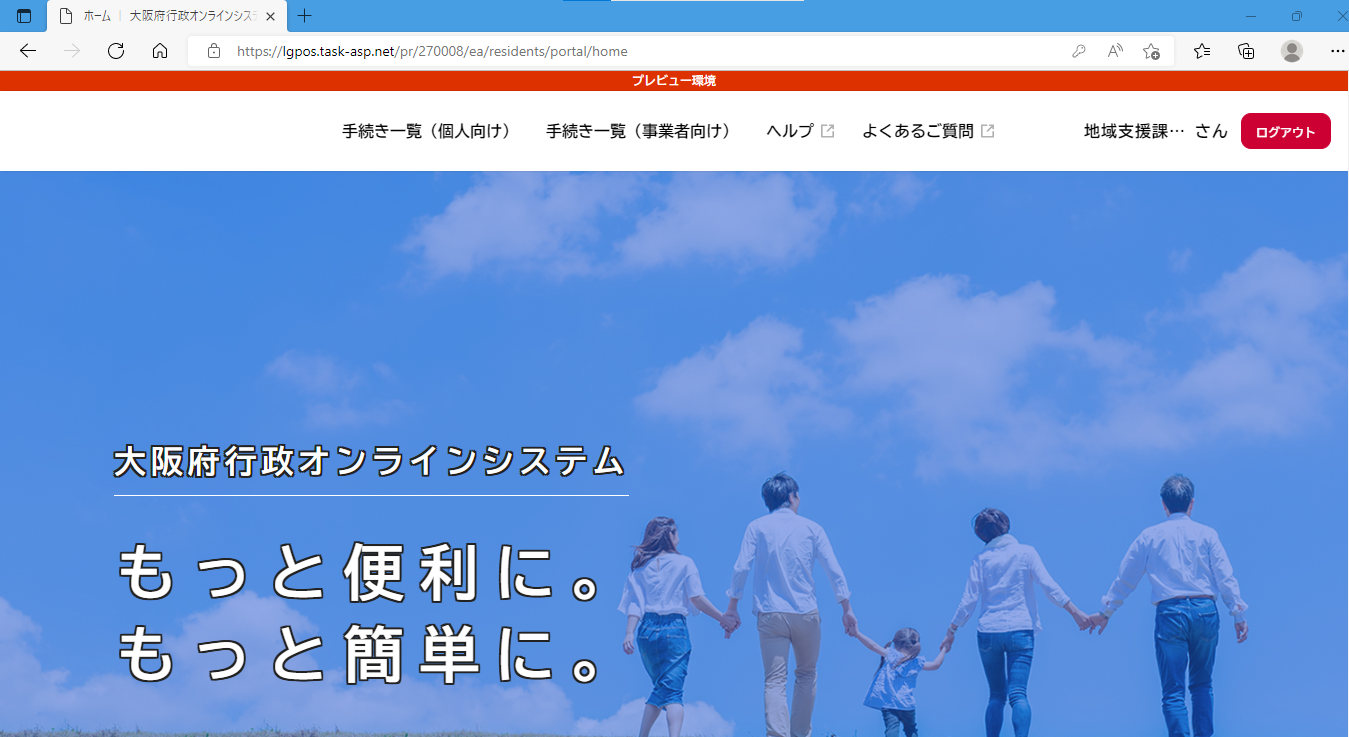 ホーム | 大阪府行政オンラインシステ
https://lgpos.task-asp.net/pr/270008/ea/residents/portal/home
プレビュー環境
手続き一覧（個人向け） 手続き一覧（事業者向け） ヘルプ よくあるご質問 地域支援課… さん ログアウト
大阪府行政オンラインシステム
もっと便利に。
もっと簡単に。